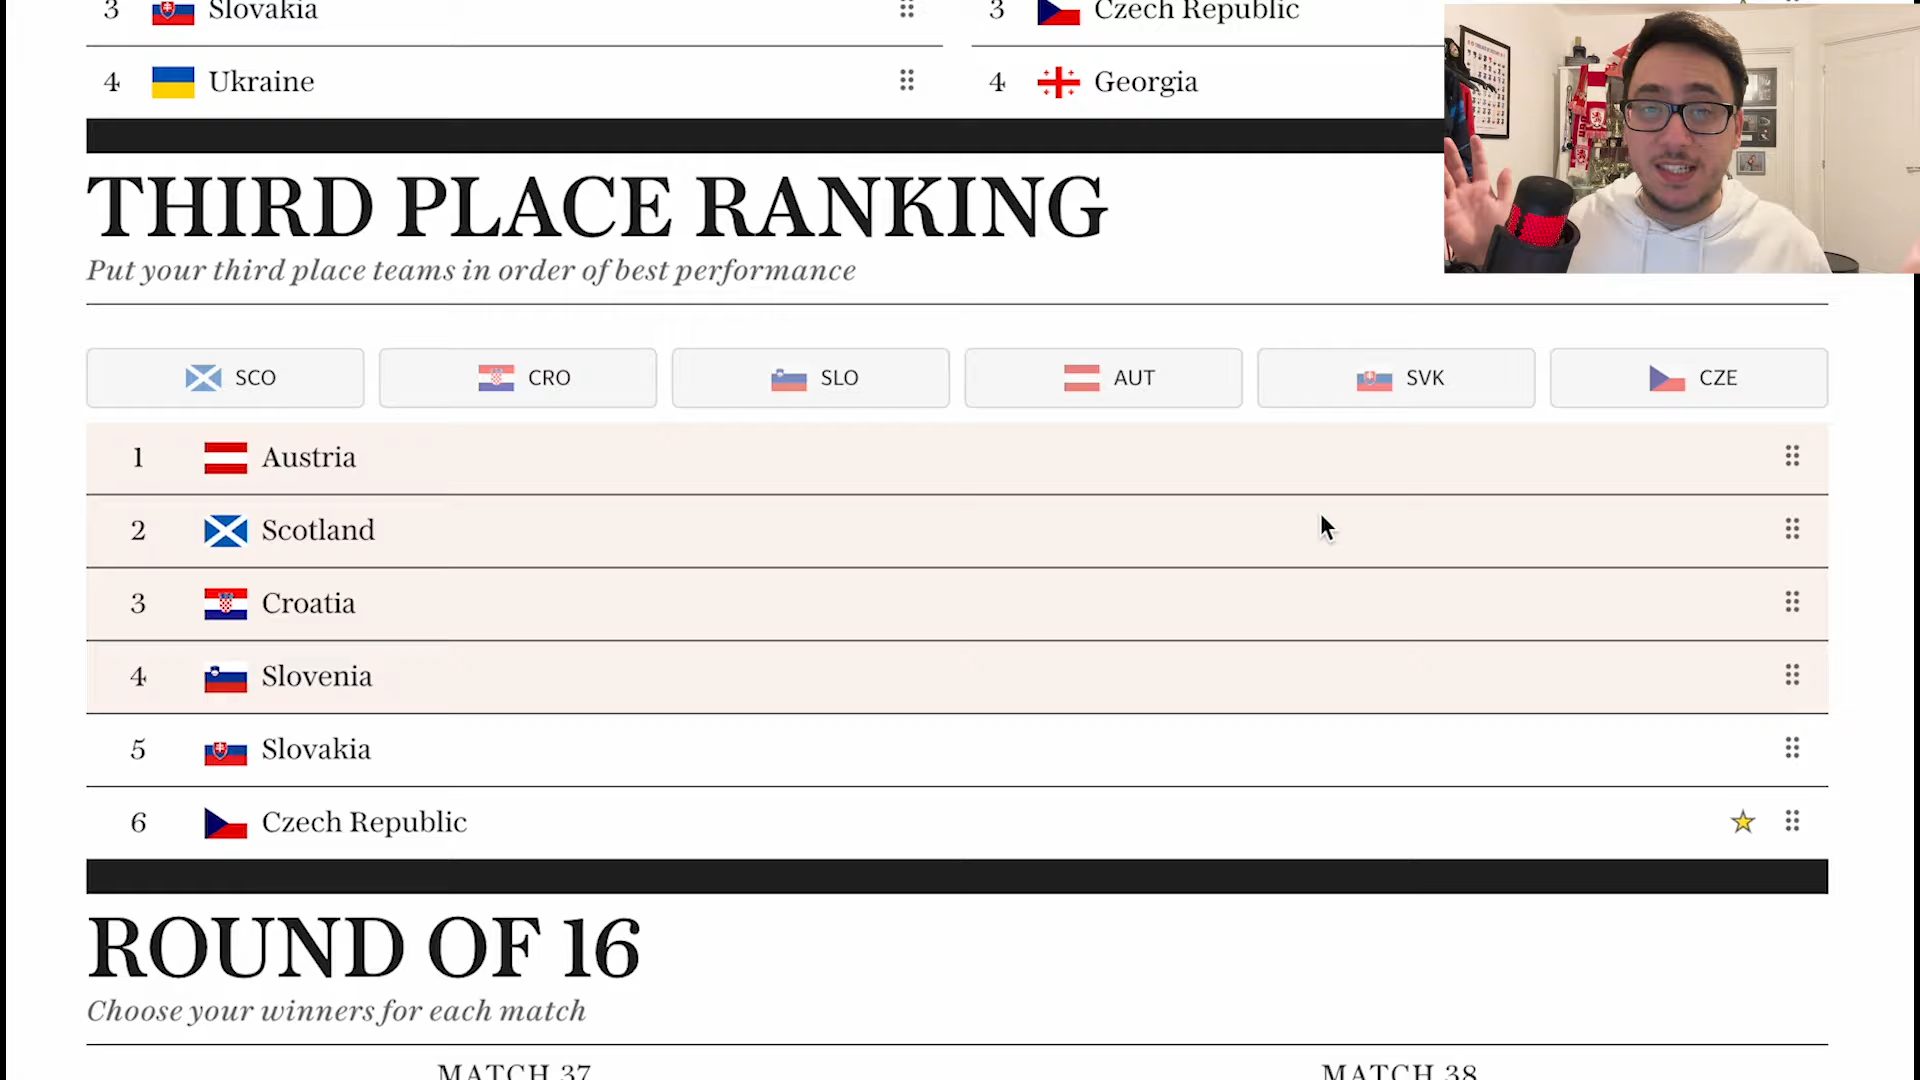 3 Slovakia
3 Czech Republic
4 Ukraine
4 Georgia
THIRD PLACE RANKING
Put your third place teams in order of best performance
SCO CRO SLO AUT SVK CZE
1 Austria
2 Scotland
3 Croatia
4 Slovenia
5 Slovakia
6 Czech Republic
ROUND OF 16
Choose your winners for each match
MATCH 37
MATCH 38